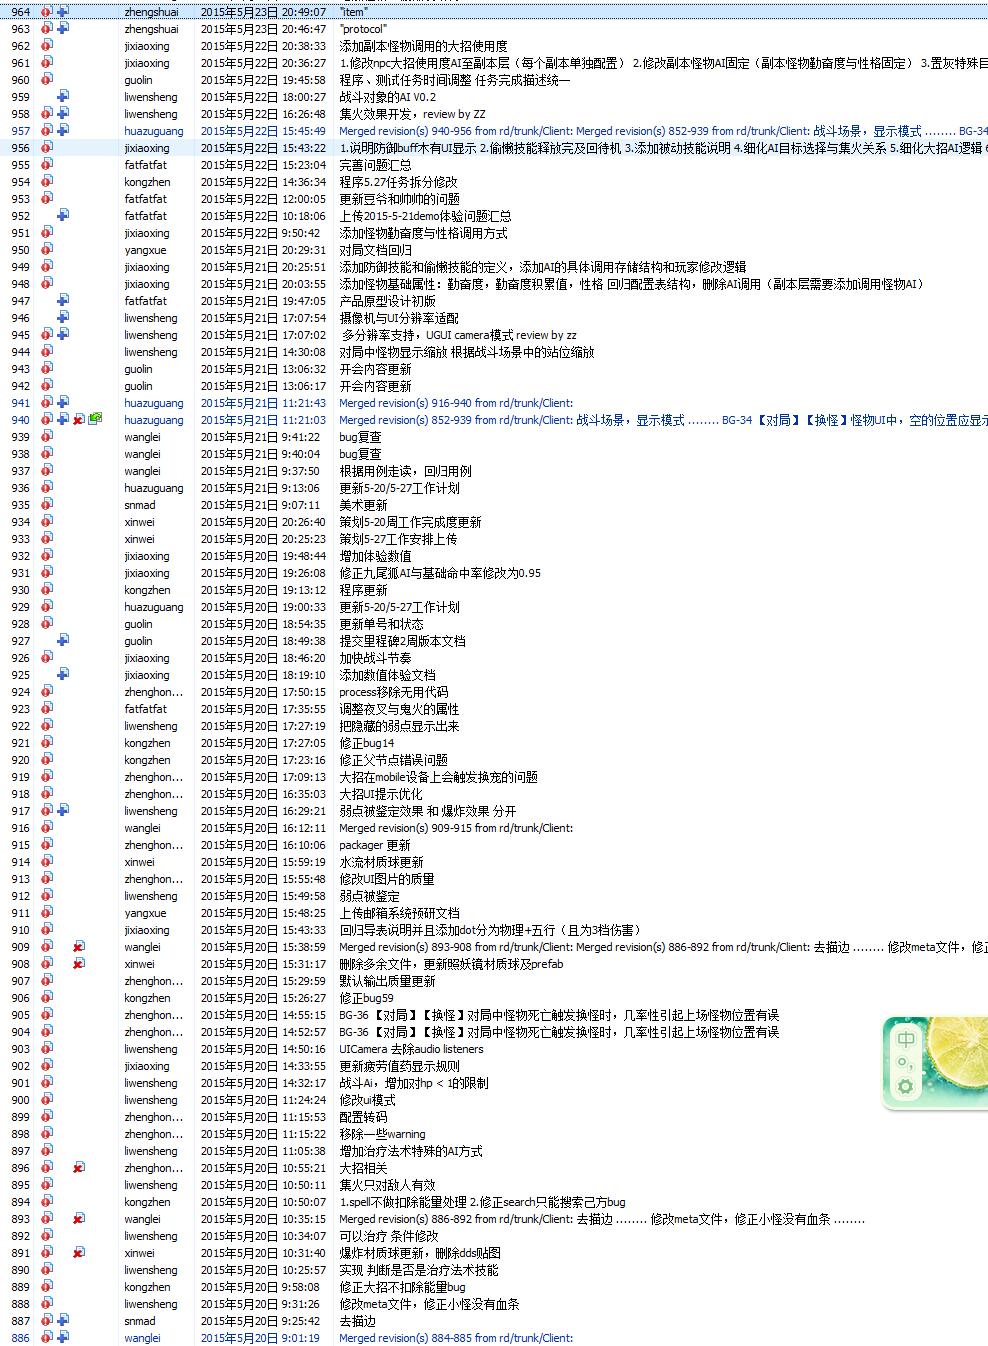 964 zhengshuai 2015年5月23日 20:49:07 "item"
963 zhengshuai 2015年5月23日 20:46:47 "protocol"
962 jixiaoxing 2015年5月22日 20:38:33 添加副本怪物调用的大招使用度
961 jixiaoxing 2015年5月22日 20:36:27 1.修改npc大招使用度AI至副本层（每个副本单独配置） 2.修改副本怪物AI固定（副本怪物勤奋度与性格固定） 3.置灰特殊目
960 guolin 2015年5月22日 19:45:58 程序、测试任务时间调整 任务完成描述统一
959 liwensheng 2015年5月22日 18:00:27 战斗对象的AI V0.2
958 liwensheng 2015年5月22日 16:26:48 集火效果开发，review by ZZ
957 huazuguang 2015年5月22日 15:45:49 Merged revision(s) 940-956 from rd/trunk/Client: Merged revision(s) 852-939 from rd/trunk/Client: 战斗场景，显示模式 ........ BG-34
956 jixiaoxing 2015年5月22日 15:43:22 1.说明防御buff木有UI显示 2.偷懒技能释放完及回待机 3.添加被动技能说明 4.细化AI目标选择与集火关系 5.细化大招AI逻辑 6
955 fatfatfat 2015年5月22日 15:23:04 完善问题汇总
954 kongzhen 2015年5月22日 14:36:34 程序5.27任务拆分修改
953 fatfatfat 2015年5月22日 12:00:05 更新豆爷和帅帅的问题
952 fatfatfat 2015年5月22日 10:18:06 上传2015-5-21demo体验问题汇总
951 jixiaoxing 2015年5月22日 9:50:42 添加怪物勤奋度与性格调用方式
950 yangxue 2015年5月21日 20:29:31 对局文档回归
949 jixiaoxing 2015年5月21日 20:25:51 添加防御技能和偷懒技能的定义，添加AI的具体调用存储结构和玩家修改逻辑
948 jixiaoxing 2015年5月21日 20:03:55 添加怪物基础属性：勤奋度，勤奋度积累值，性格 回归配置表结构，删除AI调用（副本层需要添加调用怪物AI）
947 fatfatfat 2015年5月21日 19:47:05 产品原型设计初版
946 liwensheng 2015年5月21日 17:07:54 摄像机与UI分辨率适配
945 liwensheng 2015年5月21日 17:07:02 多分辨率支持，UGUI camera模式 review by zz
944 liwensheng 2015年5月21日 14:30:08 对局中怪物显示缩放 根据战斗场景中的站位缩放
943 guolin 2015年5月21日 13:06:32 开会内容更新
942 guolin 2015年5月21日 13:06:17 开会内容更新
941 huazuguang 2015年5月21日 11:21:43 Merged revision(s) 916-940 from rd/trunk/Client:
940 huazuguang 2015年5月21日 11:21:03 Merged revision(s) 852-939 from rd/trunk/Client: 战斗场景，显示模式 ........ BG-34 【对局】【换怪】怪物UI中，空的位置应显示
939 wanglei 2015年5月21日 9:41:22 bug复查
938 wanglei 2015年5月21日 9:40:04 bug复查
937 wanglei 2015年5月21日 9:37:50 根据用例走读，回归用例
936 huazuguang 2015年5月21日 9:13:06 更新5-20/5-27工作计划
935 snmad 2015年5月21日 9:07:11 美术更新
934 xinwei 2015年5月20日 20:26:40 策划5-20周工作完成度更新
933 xinwei 2015年5月20日 20:25:23 策划5-27工作安排上传
932 jixiaoxing 2015年5月20日 19:48:44 增加体验数值
931 jixiaoxing 2015年5月20日 19:26:08 修正九尾狐AI与基础命中率修改为0.95
930 kongzhen 2015年5月20日 19:13:12 程序更新
929 huazuguang 2015年5月20日 19:00:33 更新5-20/5-27工作计划
928 guolin 2015年5月20日 18:54:35 更新单号和状态
927 guolin 2015年5月20日 18:49:38 提交里程碑2周版本文档
926 jixiaoxing 2015年5月20日 18:46:20 加快战斗节奏
925 jixiaoxing 2015年5月20日 18:19:10 添加数值体验文档
924 zhenghon... 2015年5月20日 17:50:15 process移除无用代码
923 fatfatfat 2015年5月20日 17:35:55 调整夜叉与鬼火的属性
922 liwensheng 2015年5月20日 17:27:19 把隐藏的弱点显示出来
921 kongzhen 2015年5月20日 17:27:05 修正bug14
920 kongzhen 2015年5月20日 17:23:16 修正父节点错误问题
919 zhenghon... 2015年5月20日 17:09:13 大招在mobile设备上会触发换宠的问题
918 zhenghon... 2015年5月20日 16:35:03 大招UI提示优化
917 liwensheng 2015年5月20日 16:29:21 弱点被鉴定效果 和 爆炸效果 分开
916 wanglei 2015年5月20日 16:12:11 Merged revision(s) 909-915 from rd/trunk/Client:
915 zhenghon... 2015年5月20日 16:10:06 packager 更新
914 xinwei 2015年5月20日 15:59:19 水流材质球更新
913 zhenghon... 2015年5月20日 15:55:48 修改UI图片的质量
912 liwensheng 2015年5月20日 15:49:58 弱点被鉴定
911 yangxue 2015年5月20日 15:48:25 上传邮箱系统预研文档
910 jixiaoxing 2015年5月20日 15:43:33 回归导表说明并且添加dot分为物理+五行（且为3档伤害）
909 wanglei 2015年5月20日 15:38:59 Merged revision(s) 893-908 from rd/trunk/Client: Merged revision(s) 886-892 from rd/trunk/Client: 去描边 ........ 修改meta文件，修正
908 xinwei 2015年5月20日 15:31:17 删除多余文件，更新照妖镜材质球及prefab
907 zhenghon... 2015年5月20日 15:29:59 默认输出质量更新
906 kongzhen 2015年5月20日 15:26:27 修正bug59
905 zhenghon... 2015年5月20日 14:55:15 BG-36 【对局】【换怪】对局中怪物死亡触发换怪时，几率性引起上场怪物位置有误
904 zhenghon... 2015年5月20日 14:52:57 BG-36 【对局】【换怪】对局中怪物死亡触发换怪时，几率性引起上场怪物位置有误
903 liwensheng 2015年5月20日 14:50:16 UICamera 去除audio listeners
902 jixiaoxing 2015年5月20日 14:33:55 更新疲劳值药显示规则
901 liwensheng 2015年5月20日 14:32:17 战斗Ai，增加对hp < 1的限制
900 liwensheng 2015年5月20日 11:24:24 修改ui模式
899 zhenghon... 2015年5月20日 11:15:53 配置转码
898 zhenghon... 2015年5月20日 11:15:22 移除一些warning
897 liwensheng 2015年5月20日 11:05:38 增加治疗法术特殊的AI方式
896 zhenghon... 2015年5月20日 10:55:21 大招相关
895 liwensheng 2015年5月20日 10:50:11 集火只对敌人有效
894 kongzhen 2015年5月20日 10:50:07 1.spell不做扣除能量处理 2.修正search只能搜索己方bug
893 wanglei 2015年5月20日 10:35:15 Merged revision(s) 886-892 from rd/trunk/Client: 去描边 ........ 修改meta文件，修正小怪没有血条 ........
892 liwensheng 2015年5月20日 10:34:07 可以治疗 条件修改
891 xinwei 2015年5月20日 10:31:40 爆炸材质球更新，删除dds贴图
890 liwensheng 2015年5月20日 10:25:57 实现 判断是否是治疗法术技能
889 kongzhen 2015年5月20日 9:58:08 修正大招不扣除能量bug
888 liwensheng 2015年5月20日 9:31:26 修改meta文件，修正小怪没有血条
887 snmad 2015年5月20日 9:25:42 去描边
886 wanglei 2015年5月20日 9:01:19 Merged revision(s) 884-885 from rd/trunk/Client:
中